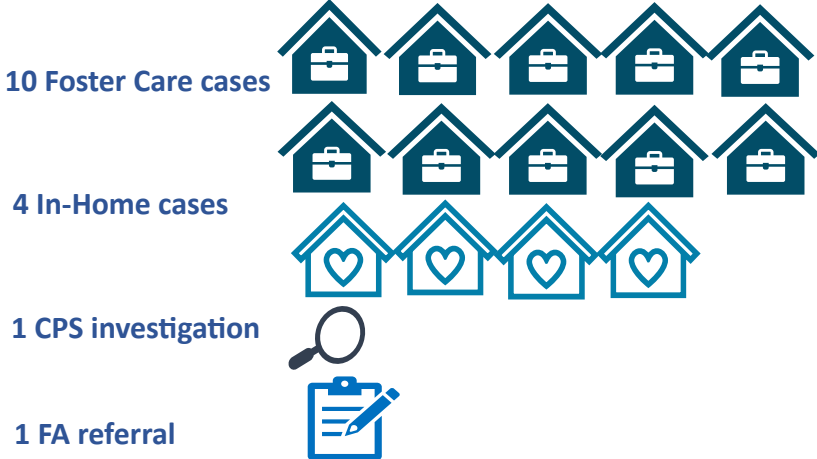 10 Foster Care cases
4 In-Home cases
1 CPS investigation
1 FA referral